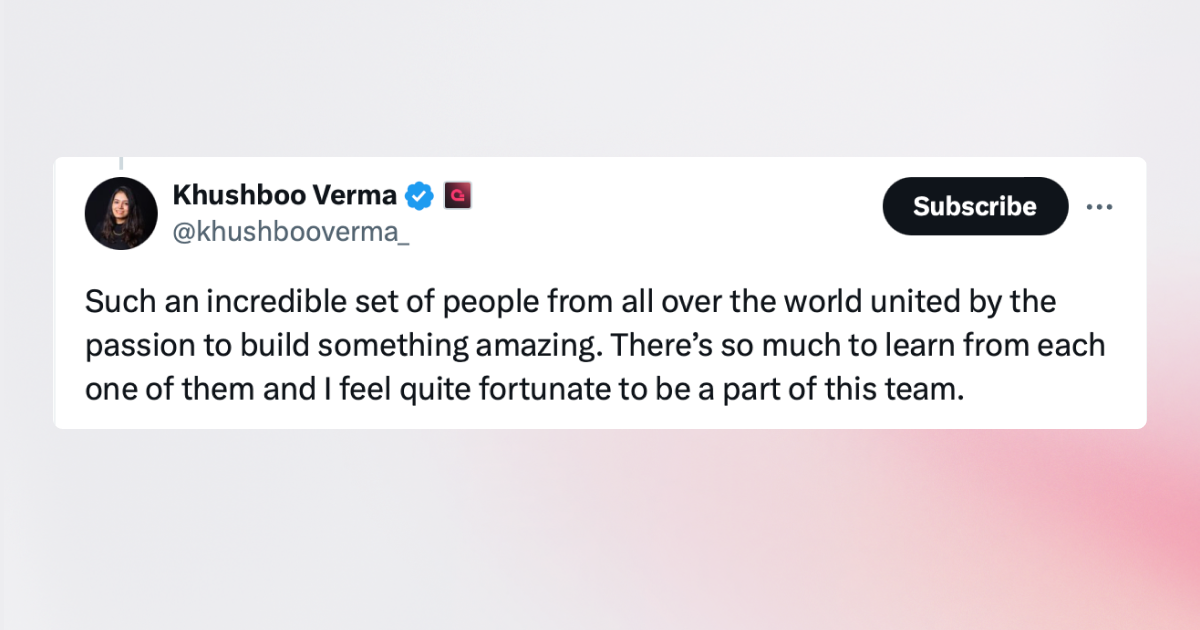 Khushboo Verma
@khushbooverma_
Subscribe
Such an incredible set of people from all over the world united by the
passion to build something amazing. There’s so much to learn from each
one of them and I feel quite fortunate to be a part of this team.